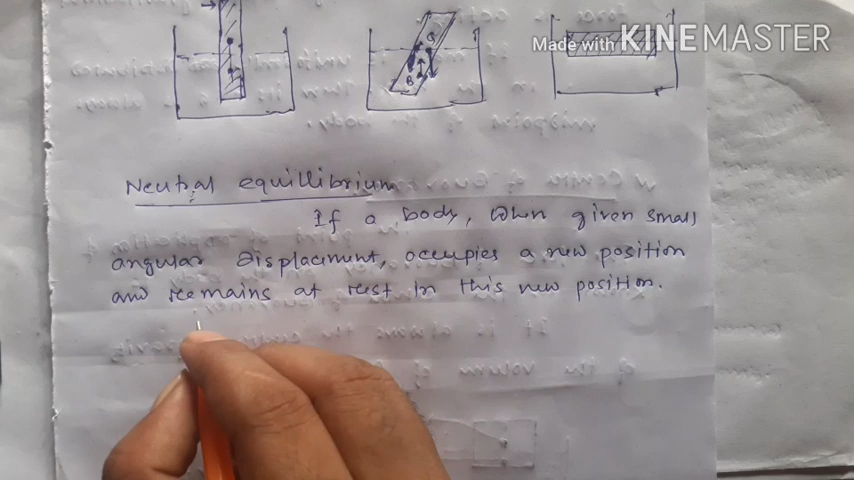 Made with KINEMASTER
G
B
Neutral equillibrium
If a body, when given small
angular displacement, occupies a new position
and remains at rest in this new position.